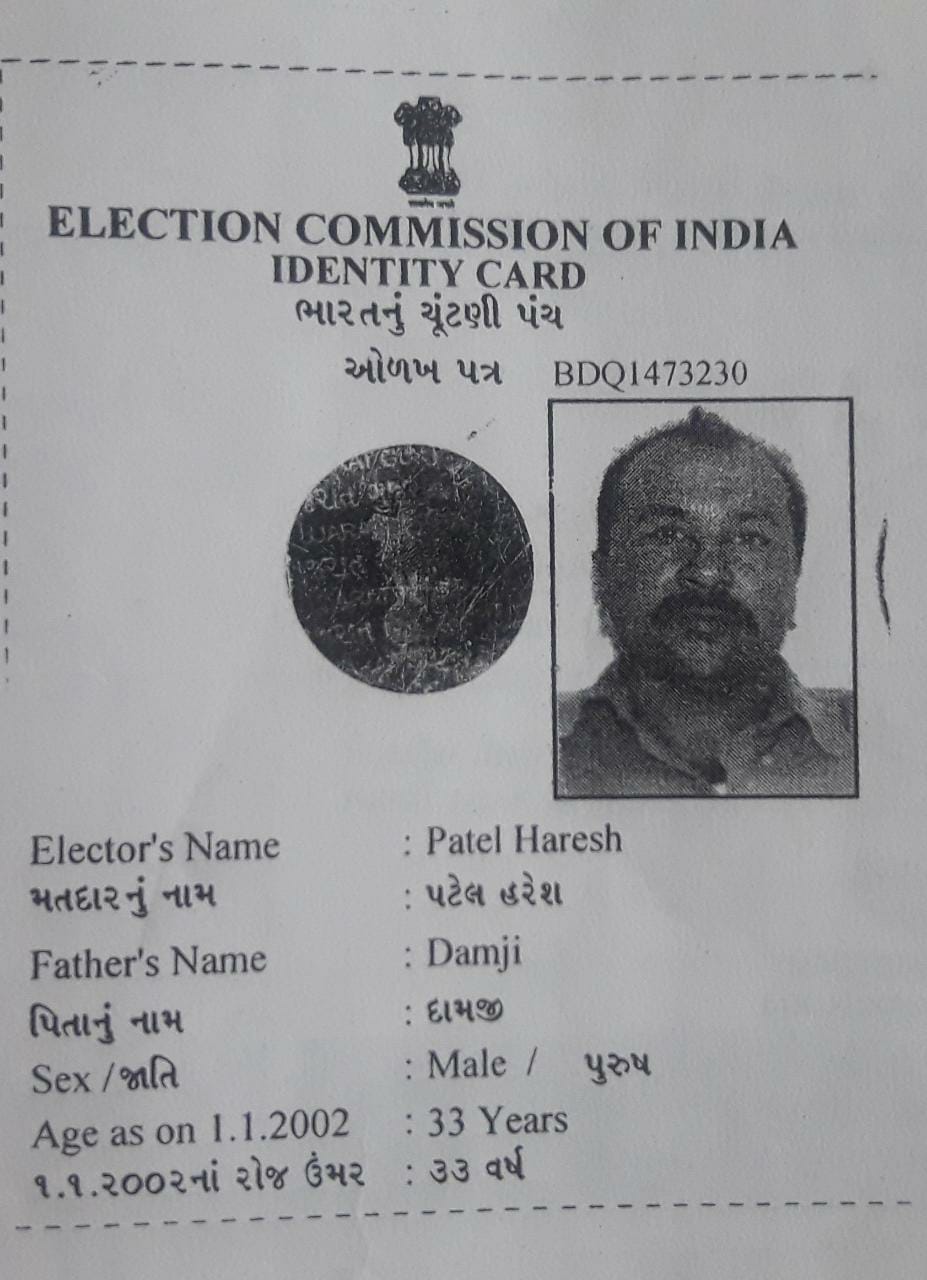 ELECTION COMMISSION OF INDIA
IDENTITY CARD
ભારતનું ચૂંટણી પંચ
ઓળખ પત્ર BDQ1473230
Elector's Name : Patel Haresh
મતદારનું નામ : પટેલ હરેશ
Father's Name : Damji
પિતાનું નામ : દામજી
Sex / જાતિ : Male / પુરુષ
Age as on 1.1.2002 : 33 Years
૧.૧.૨૦૦૨નાં રોજ ઉંમર : ૩૩ વર્ષ